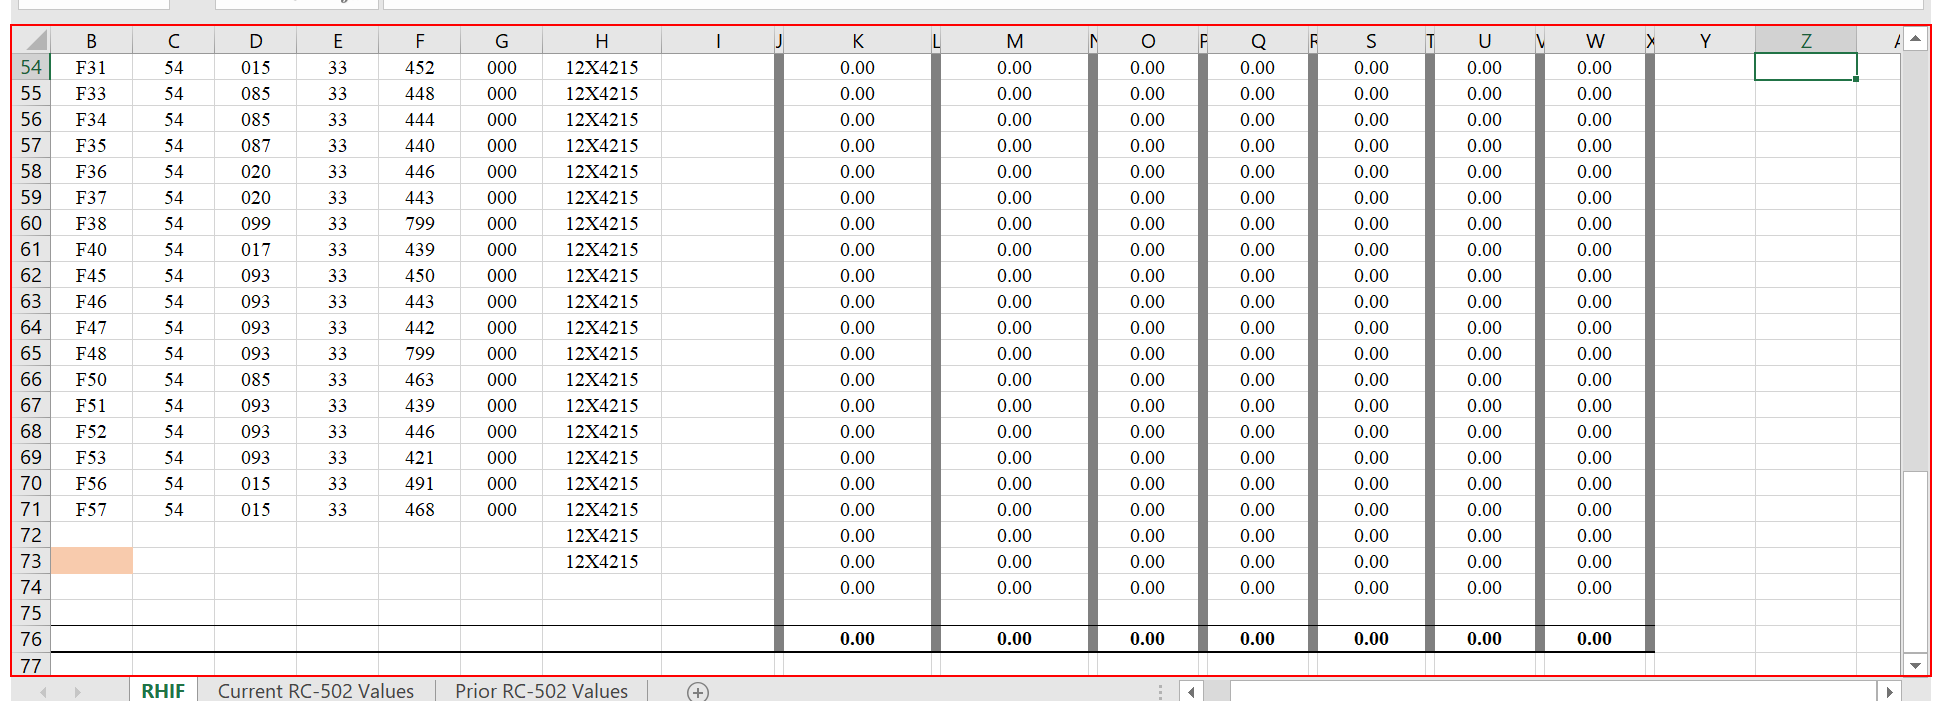 B C D E F G H I J K L M N O P Q R S T U V W X Y Z
54 F31 54 015 33 452 000 12X4215 0.00 0.00 0.00 0.00 0.00 0.00 0.00
55 F33 54 085 33 448 000 12X4215 0.00 0.00 0.00 0.00 0.00 0.00 0.00
56 F34 54 085 33 444 000 12X4215 0.00 0.00 0.00 0.00 0.00 0.00 0.00
57 F35 54 087 33 440 000 12X4215 0.00 0.00 0.00 0.00 0.00 0.00 0.00
58 F36 54 020 33 446 000 12X4215 0.00 0.00 0.00 0.00 0.00 0.00 0.00
59 F37 54 020 33 443 000 12X4215 0.00 0.00 0.00 0.00 0.00 0.00 0.00
60 F38 54 099 33 799 000 12X4215 0.00 0.00 0.00 0.00 0.00 0.00 0.00
61 F40 54 017 33 439 000 12X4215 0.00 0.00 0.00 0.00 0.00 0.00 0.00
62 F45 54 093 33 450 000 12X4215 0.00 0.00 0.00 0.00 0.00 0.00 0.00
63 F46 54 093 33 443 000 12X4215 0.00 0.00 0.00 0.00 0.00 0.00 0.00
64 F47 54 093 33 442 000 12X4215 0.00 0.00 0.00 0.00 0.00 0.00 0.00
65 F48 54 093 33 799 000 12X4215 0.00 0.00 0.00 0.00 0.00 0.00 0.00
66 F50 54 085 33 463 000 12X4215 0.00 0.00 0.00 0.00 0.00 0.00 0.00
67 F51 54 093 33 439 000 12X4215 0.00 0.00 0.00 0.00 0.00 0.00 0.00
68 F52 54 093 33 446 000 12X4215 0.00 0.00 0.00 0.00 0.00 0.00 0.00
69 F53 54 093 33 421 000 12X4215 0.00 0.00 0.00 0.00 0.00 0.00 0.00
70 F56 54 015 33 491 000 12X4215 0.00 0.00 0.00 0.00 0.00 0.00 0.00
71 F57 54 015 33 468 000 12X4215 0.00 0.00 0.00 0.00 0.00 0.00 0.00
72 12X4215 0.00 0.00 0.00 0.00 0.00 0.00 0.00
73 12X4215 0.00 0.00 0.00 0.00 0.00 0.00 0.00
74 0.00 0.00 0.00 0.00 0.00 0.00 0.00
75
76 0.00 0.00 0.00 0.00 0.00 0.00 0.00
77
RHIF Current RC-502 Values Prior RC-502 Values